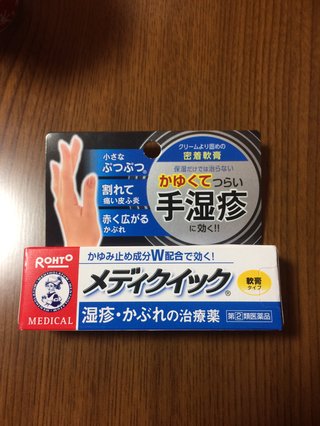 小さな
ぶつぶつ
割れて
痛い皮ふ炎
赤く広がる
かぶれ
クリームより固めの
密着軟膏
保湿だけでは治らない
かゆくてつらい
手湿疹
に効く!!
かゆみ止め成分W配合で効く!
ROHTO
メディクイック®
軟膏
タイプ
MEDICAL
湿疹・かぶれの治療薬
指定②類医薬品